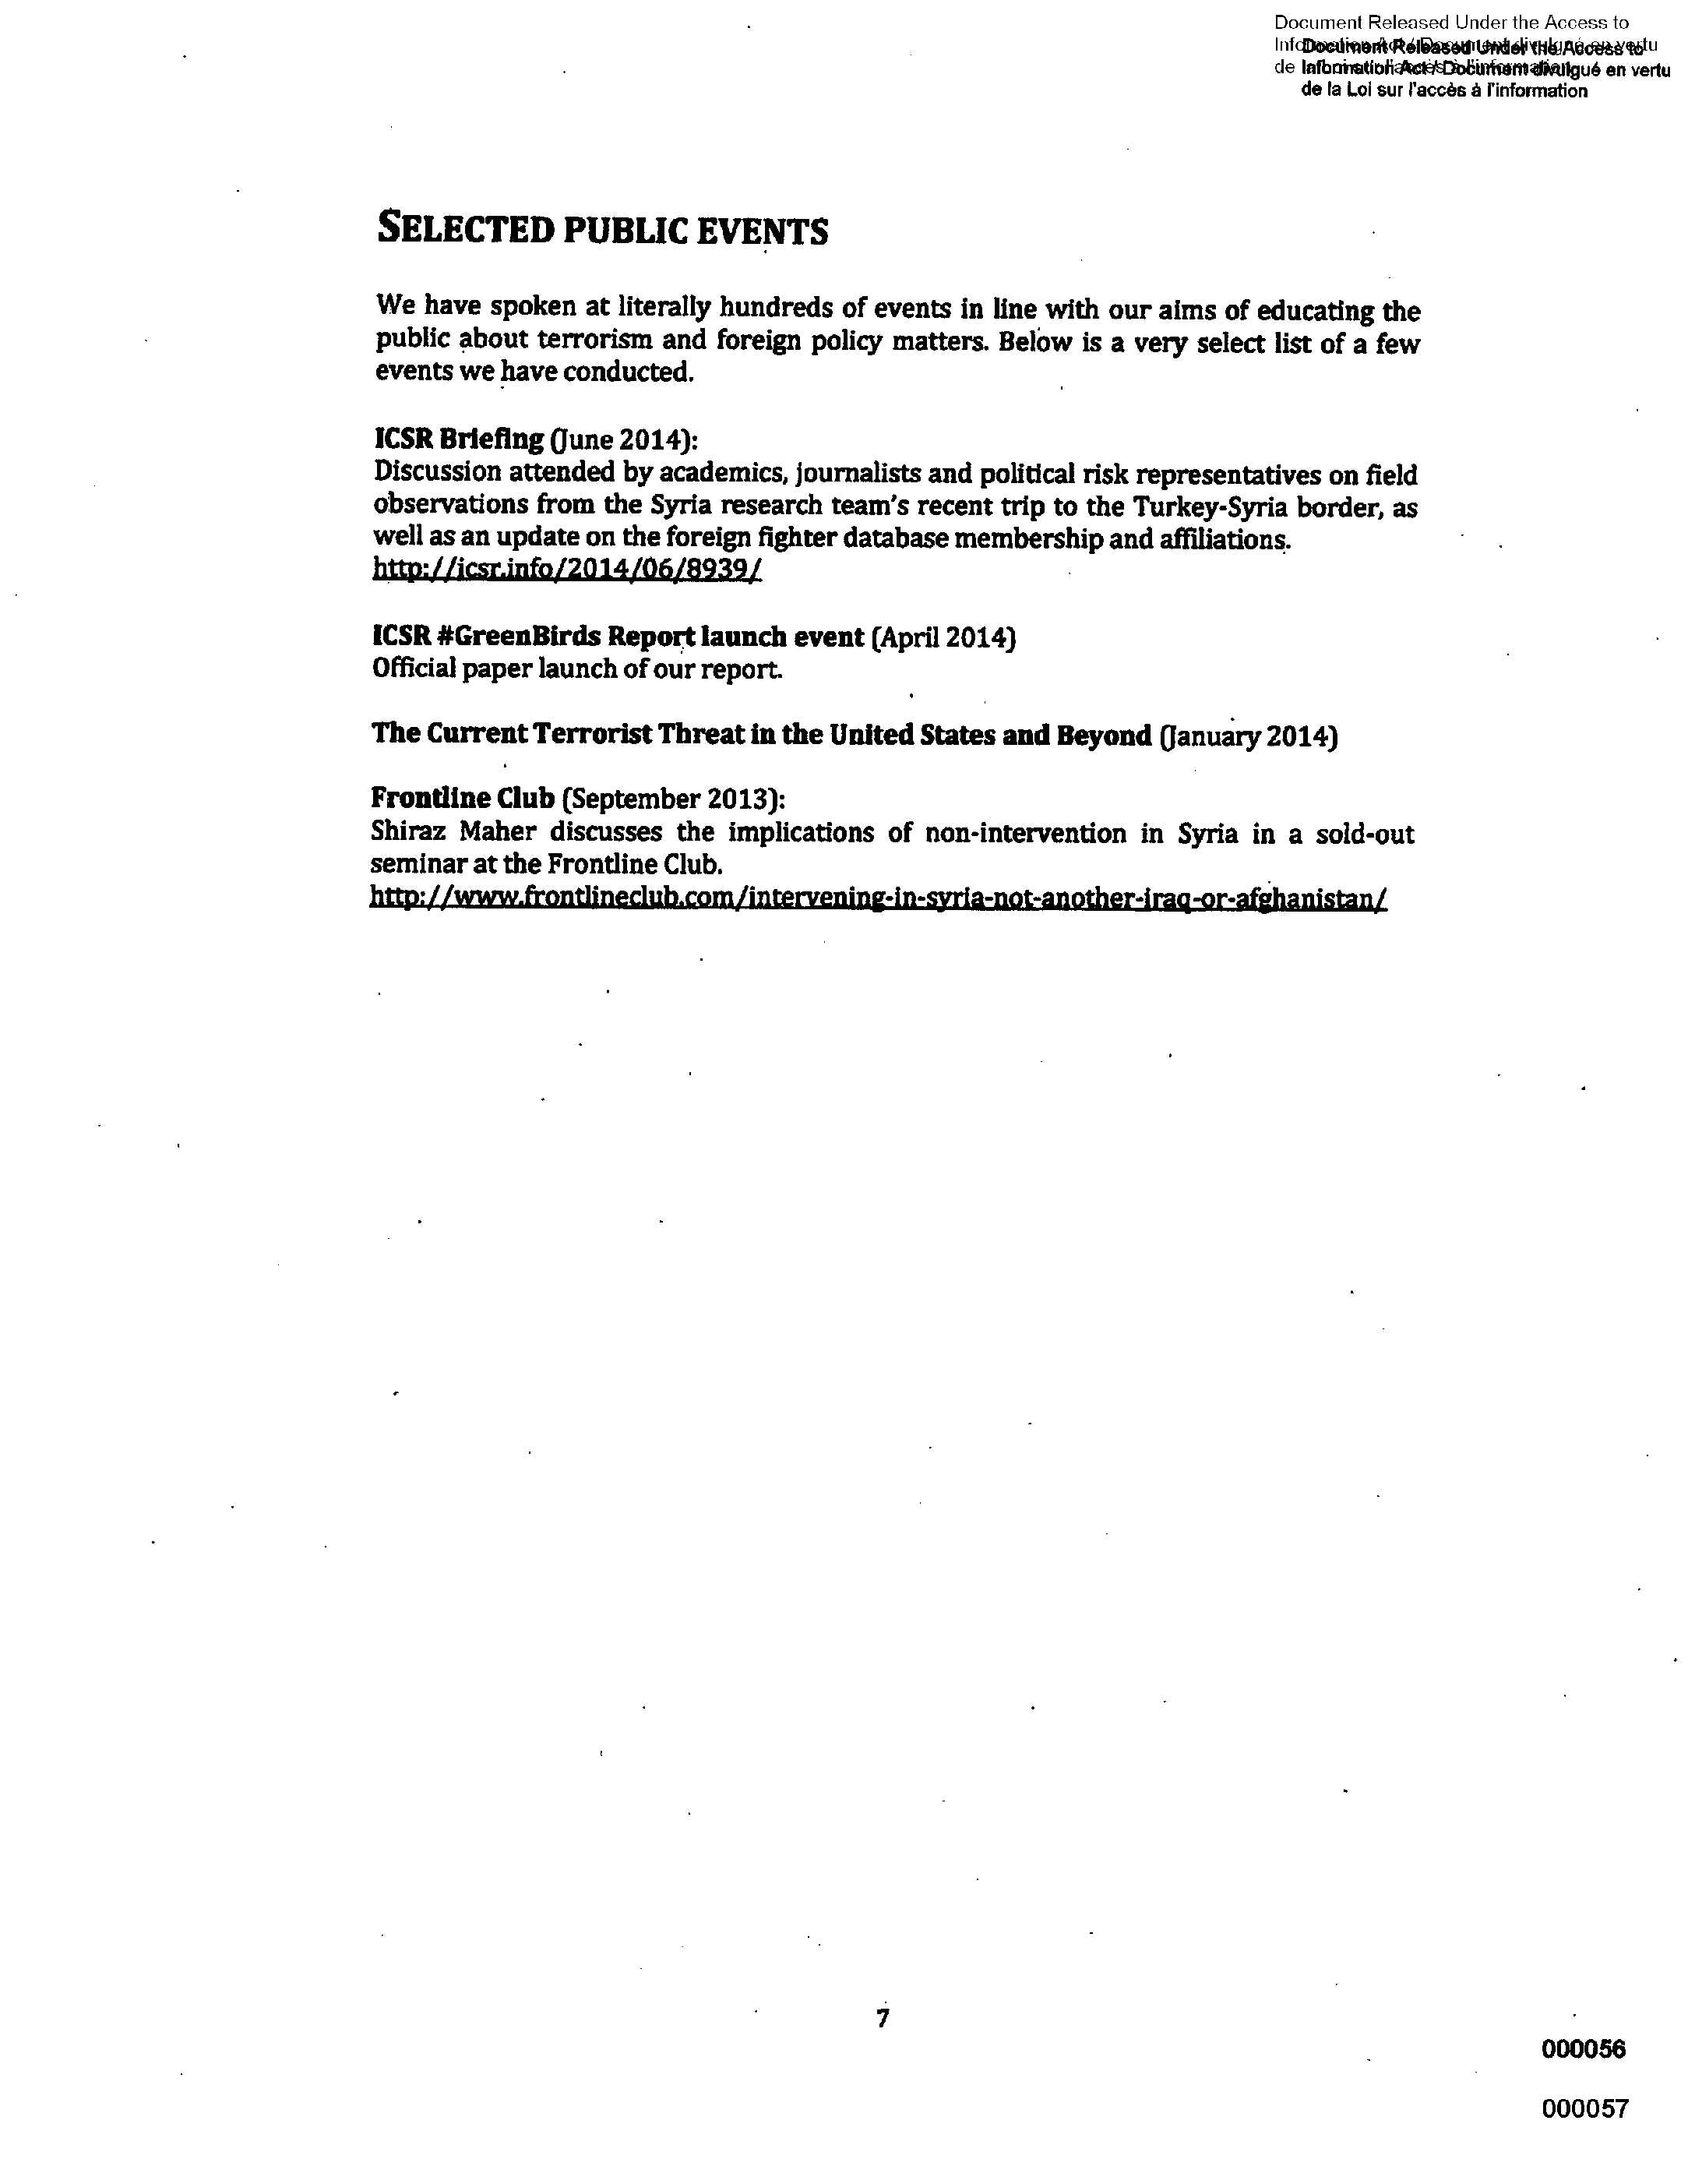 Document Released Under the Access to
Information Act / Document divulgué en vertu
de la Loi sur l'accès à l'information
Document Released Under the Access to
Information Act / Document divulgué en vertu
de la Loi sur l'accès à l'information
SELECTED PUBLIC EVENTS
We have spoken at literally hundreds of events in line with our aims of educating the
public about terrorism and foreign policy matters. Below is a very select list of a few
events we have conducted.
ICSR Briefing (June 2014):
Discussion attended by academics, journalists and political risk representatives on field
observations from the Syria research team's recent trip to the Turkey-Syria border, as
well as an update on the foreign fighter database membership and affiliations.
http://icsr.info/2014/06/8939/
ICSR #GreenBirds Report launch event (April 2014)
Official paper launch of our report.
The Current Terrorist Threat in the United States and Beyond (January 2014)
Frontline Club (September 2013):
Shiraz Maher discusses the implications of non-intervention in Syria in a sold-out
seminar at the Frontline Club.
http://www.frontlineclub.com/intervening-in-syria-not-another-iraq-or-afghanistan/
7
000056
000057